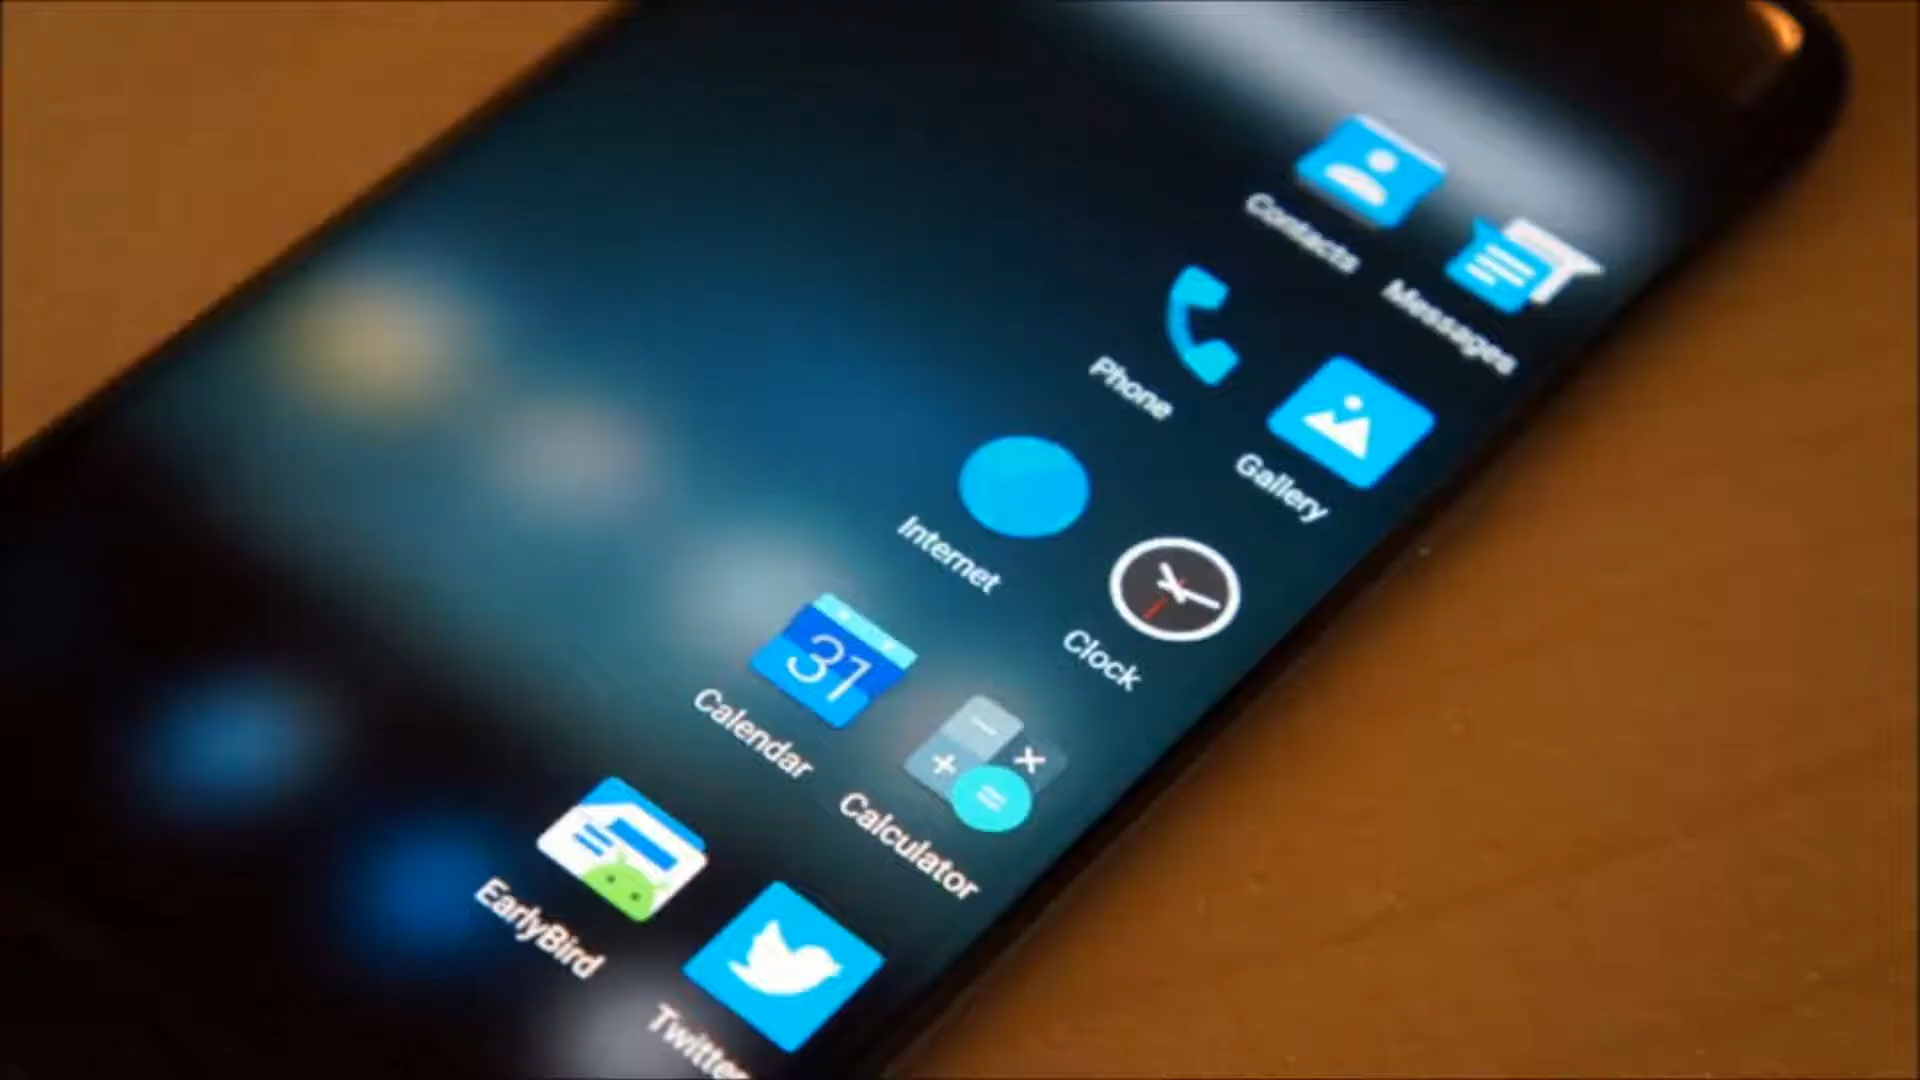 Contacts
Messages
Phone
Gallery
Internet
Clock
31
Calendar
Calculator
EarlyBird
Twitter